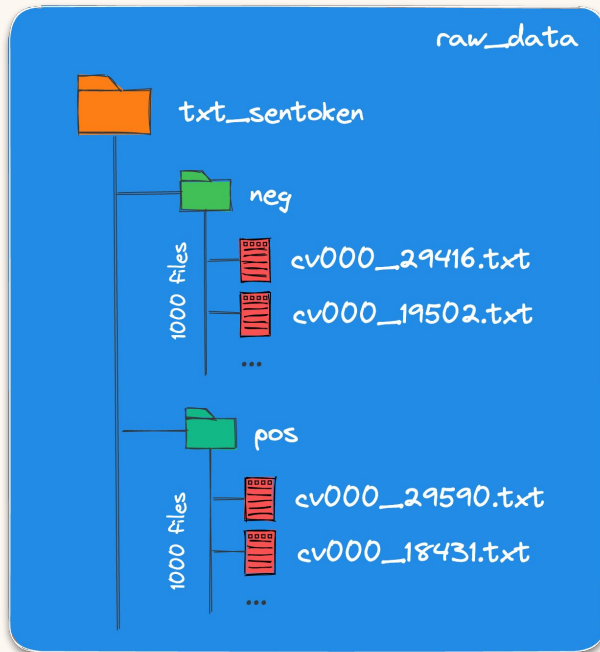 raw_data
txt_sentoken
neg
1000 files
cv000_29416.txt
cv000_19502.txt
...
pos
1000 files
cv000_29590.txt
cv000_18431.txt
...